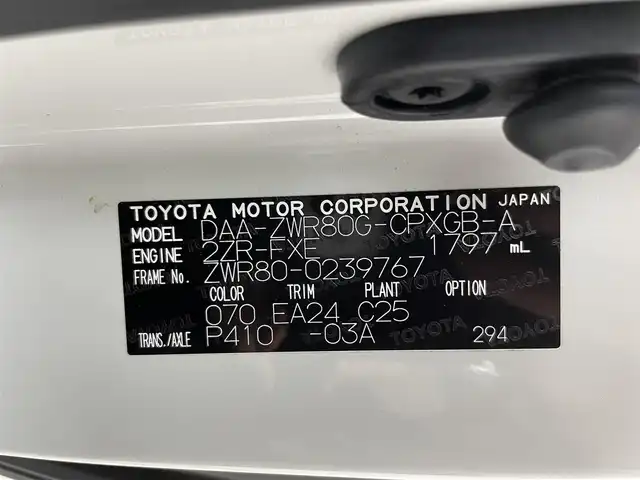 TOYOTA MOTOR CORPORATION JAPAN
MODEL DAA-ZWR80G-CPXGB-A
ENGINE 2ZR-FXE 1797 mL
FRAME No. ZWR80-0239767
COLOR TRIM PLANT OPTION
070 EA24 C25
TRANS./AXLE P410 -03A 294